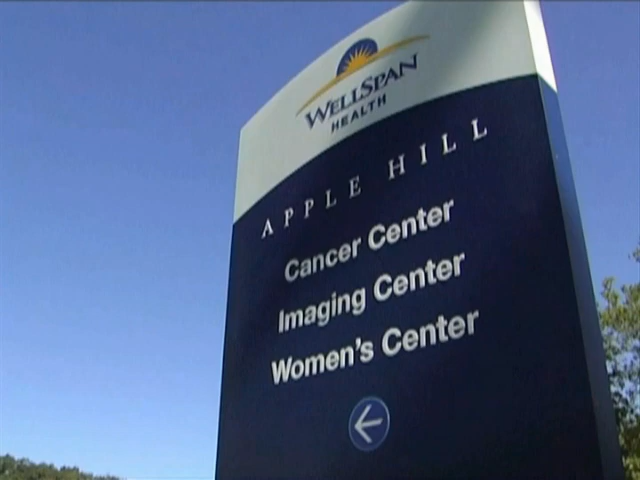 WELLSPAN
HEALTH
APPLE HILL
Cancer Center
Imaging Center
Women's Center